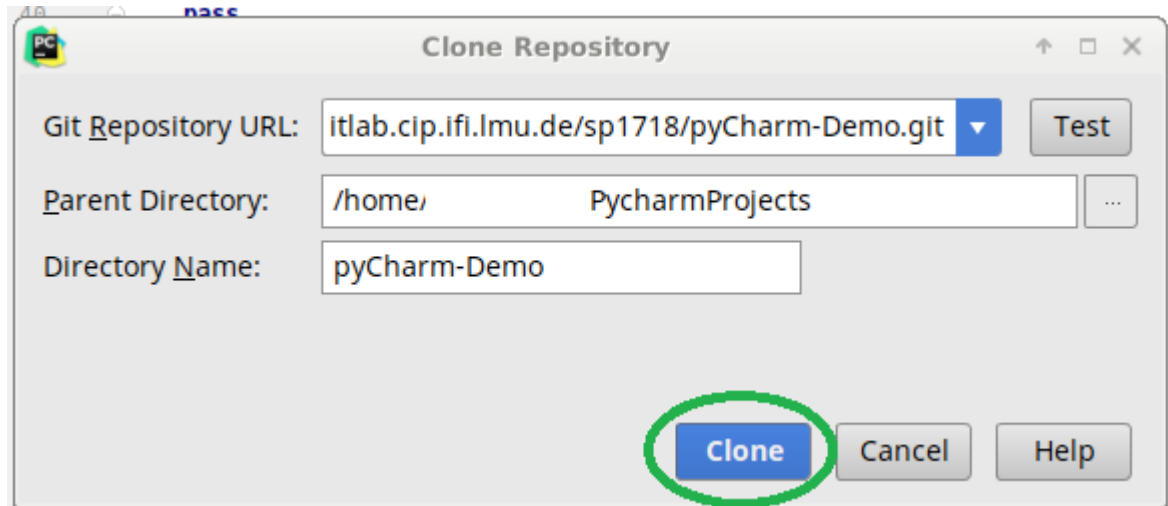 40 pass
PC
Clone Repository
Git Repository URL: itlab.cip.ifi.lmu.de/sp1718/pyCharm-Demo.git Test
Parent Directory: /home/ PycharmProjects ...
Directory Name: pyCharm-Demo
Clone Cancel Help